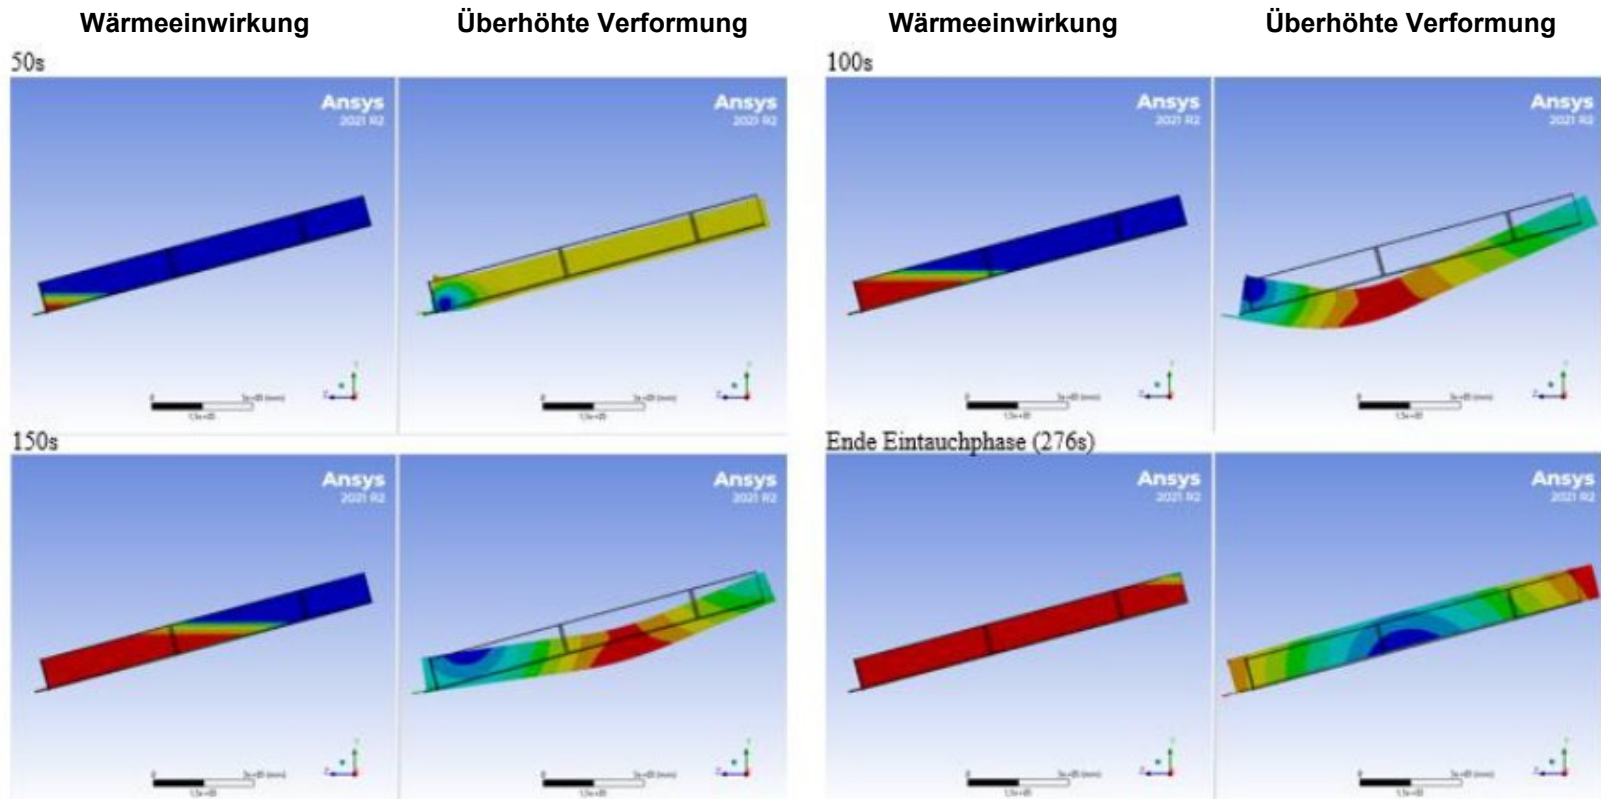 Wärmeeinwirkung Überhöhte Verformung Wärmeeinwirkung Überhöhte Verformung
50s 100s
Ansys Ansys Ansys Ansys
2021 R2 2021 R2 2021 R2 2021 R2
150s Ende Eintauchphase (276s)
Ansys Ansys Ansys Ansys
2021 R2 2021 R2 2021 R2 2021 R2